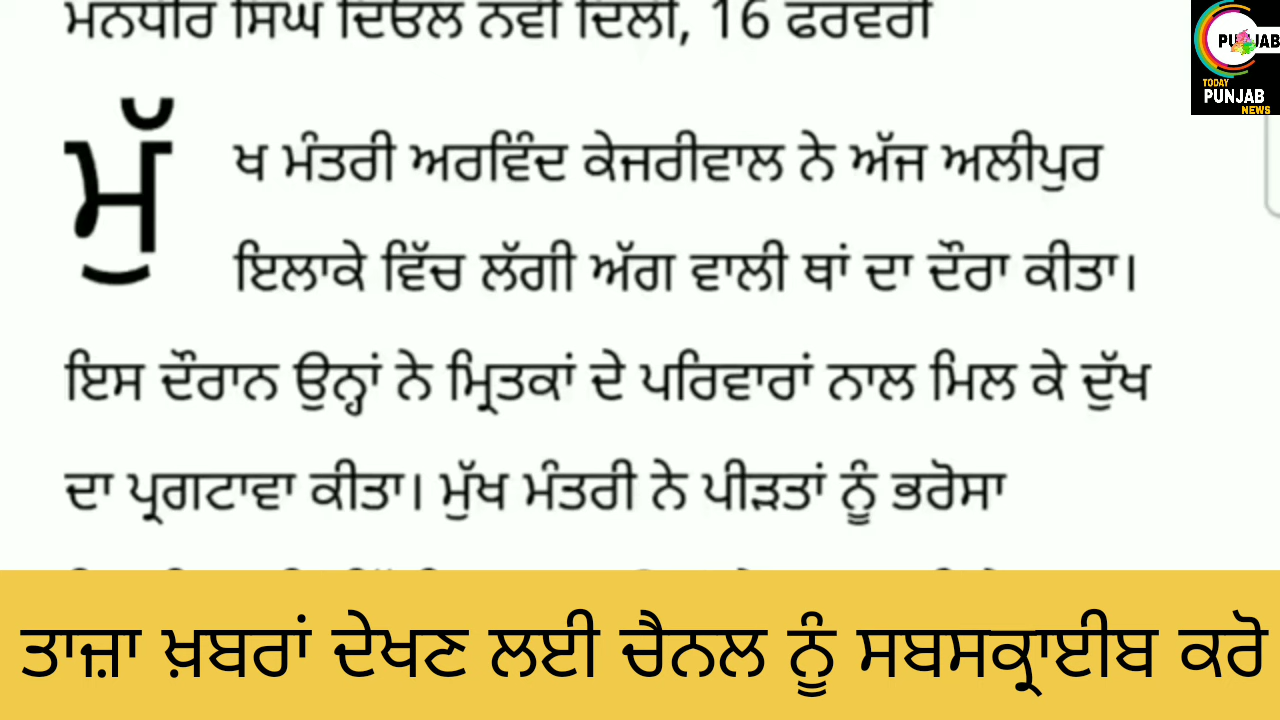 ਮਨਧੀਰ ਸਿੰਘ ਦਿਓਲ ਨਵੀਂ ਦਿੱਲੀ, 16 ਫਰਵਰੀ
PUNJAB
TODAY
PUNJAB
NEWS
ਮੁੱਖ ਮੰਤਰੀ ਅਰਵਿੰਦ ਕੇਜਰੀਵਾਲ ਨੇ ਅੱਜ ਅਲੀਪੁਰ
ਇਲਾਕੇ ਵਿੱਚ ਲੱਗੀ ਅੱਗ ਵਾਲੀ ਥਾਂ ਦਾ ਦੌਰਾ ਕੀਤਾ।
ਇਸ ਦੌਰਾਨ ਉਨ੍ਹਾਂ ਨੇ ਮ੍ਰਿਤਕਾਂ ਦੇ ਪਰਿਵਾਰਾਂ ਨਾਲ ਮਿਲ ਕੇ ਦੁੱਖ
ਦਾ ਪ੍ਰਗਟਾਵਾ ਕੀਤਾ। ਮੁੱਖ ਮੰਤਰੀ ਨੇ ਪੀੜਤਾਂ ਨੂੰ ਭਰੋਸਾ
ਤਾਜ਼ਾ ਖ਼ਬਰਾਂ ਦੇਖਣ ਲਈ ਚੈਨਲ ਨੂੰ ਸਬਸਕ੍ਰਾਈਬ ਕਰੋ